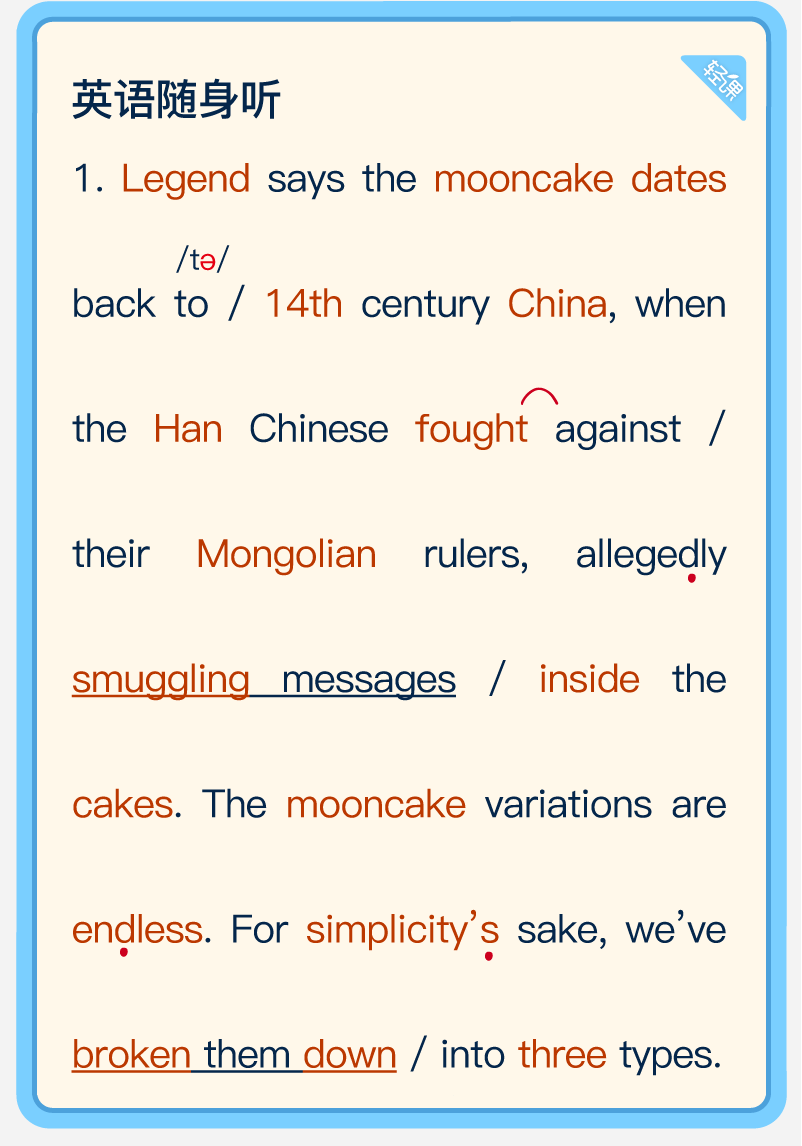 轻课
英语随身听
1. Legend says the mooncake dates
/tə/
back to / 14th century China, when
the Han Chinese fought against /
their Mongolian rulers, allegedly
smuggling messages / inside the
cakes. The mooncake variations are
endless. For simplicity’s sake, we’ve
broken them down / into three types.